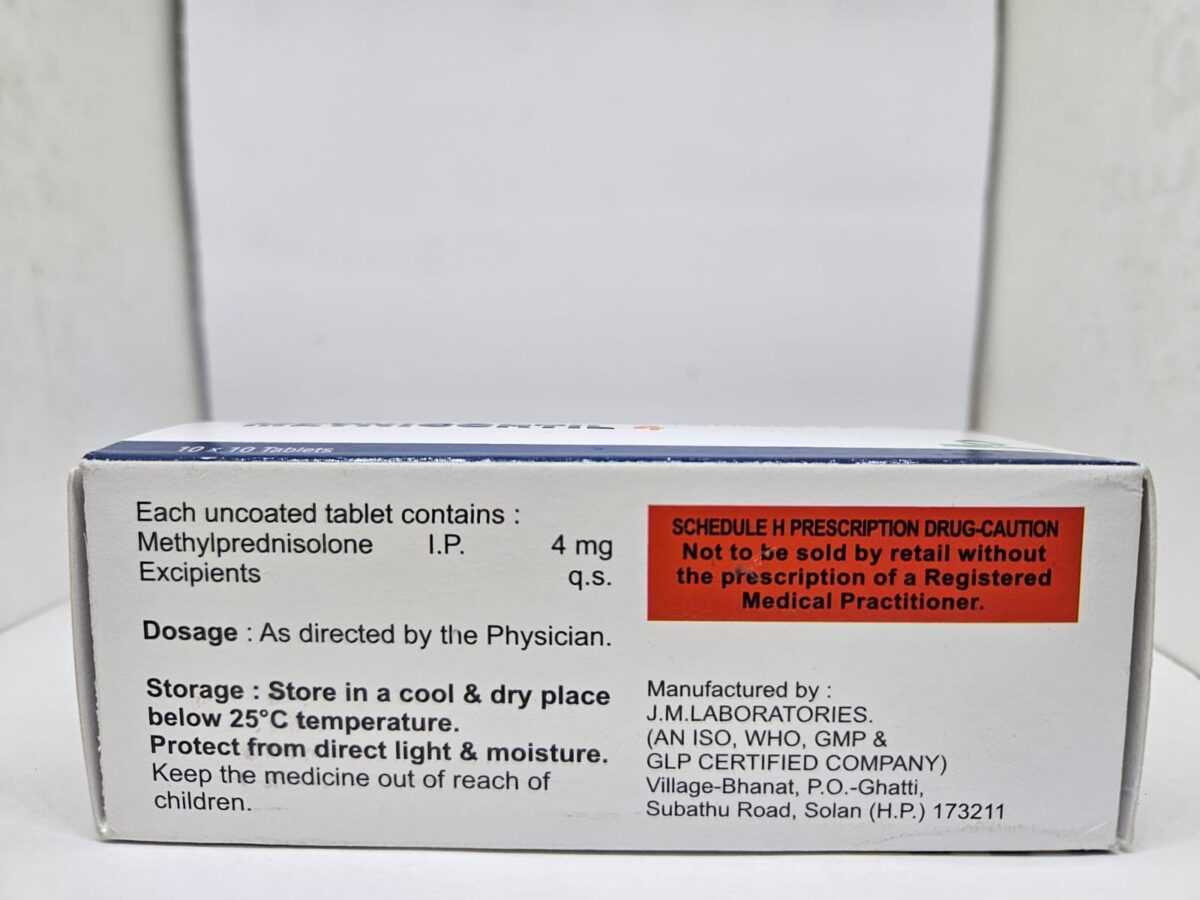 10 x 10 Tablets
Each uncoated tablet contains :
Methylprednisolone I.P. 4 mg
Excipients q.s.
Dosage : As directed by the Physician.
Storage : Store in a cool & dry place
below 25°C temperature.
Protect from direct light & moisture.
Keep the medicine out of reach of
children.
SCHEDULE H PRESCRIPTION DRUG-CAUTION
Not to be sold by retail without
the prescription of a Registered
Medical Practitioner.
Manufactured by :
J.M.LABORATORIES.
(AN ISO, WHO, GMP &
GLP CERTIFIED COMPANY)
Village-Bhanat, P.O.-Ghatti,
Subathu Road, Solan (H.P.) 173211